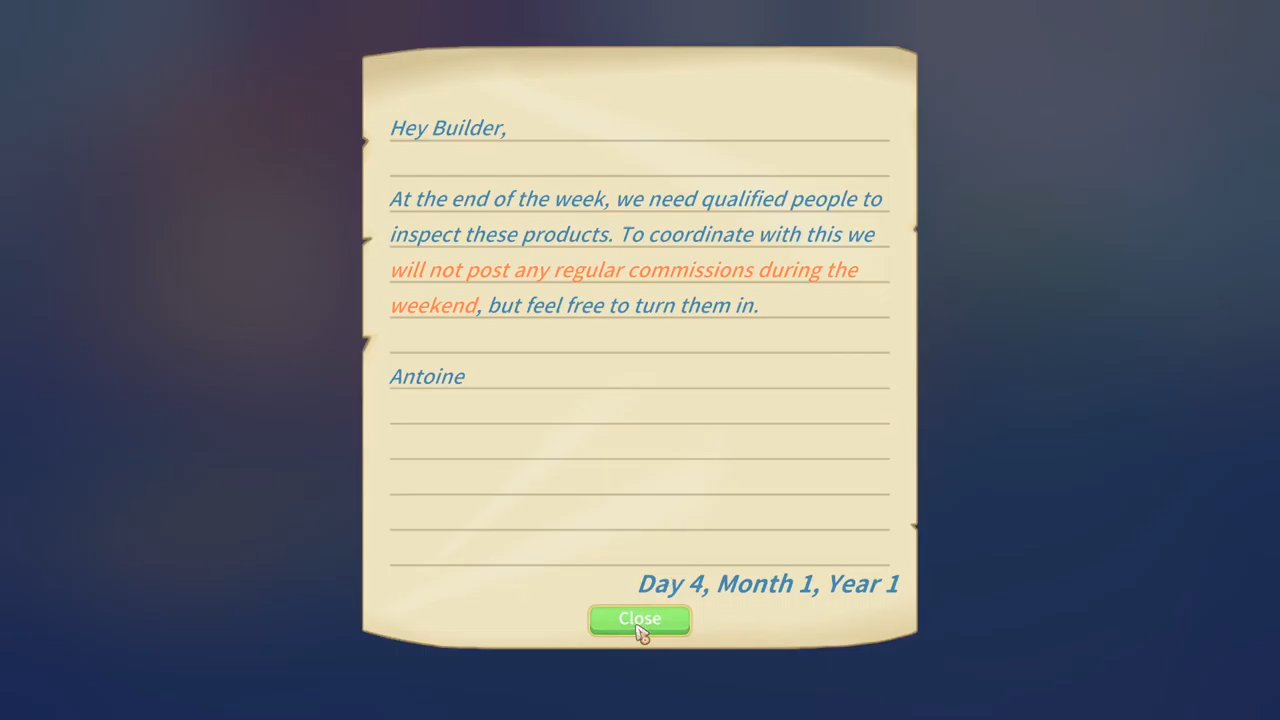 Hey Builder,
At the end of the week, we need qualified people to
inspect these products. To coordinate with this we
will not post any regular commissions during the
weekend, but feel free to turn them in.
Antoine
Day 4, Month 1, Year 1
Close